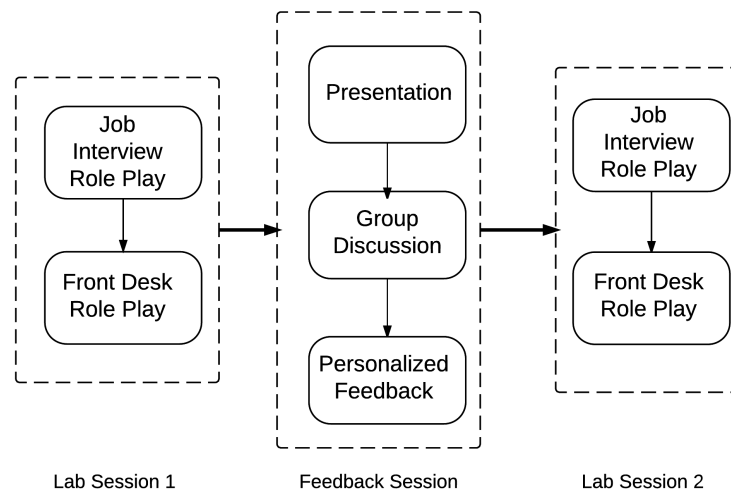 Job
Interview
Role Play
Front Desk
Role Play
Lab Session 1
Presentation
Group
Discussion
Personalized
Feedback
Feedback Session
Job
Interview
Role Play
Front Desk
Role Play
Lab Session 2